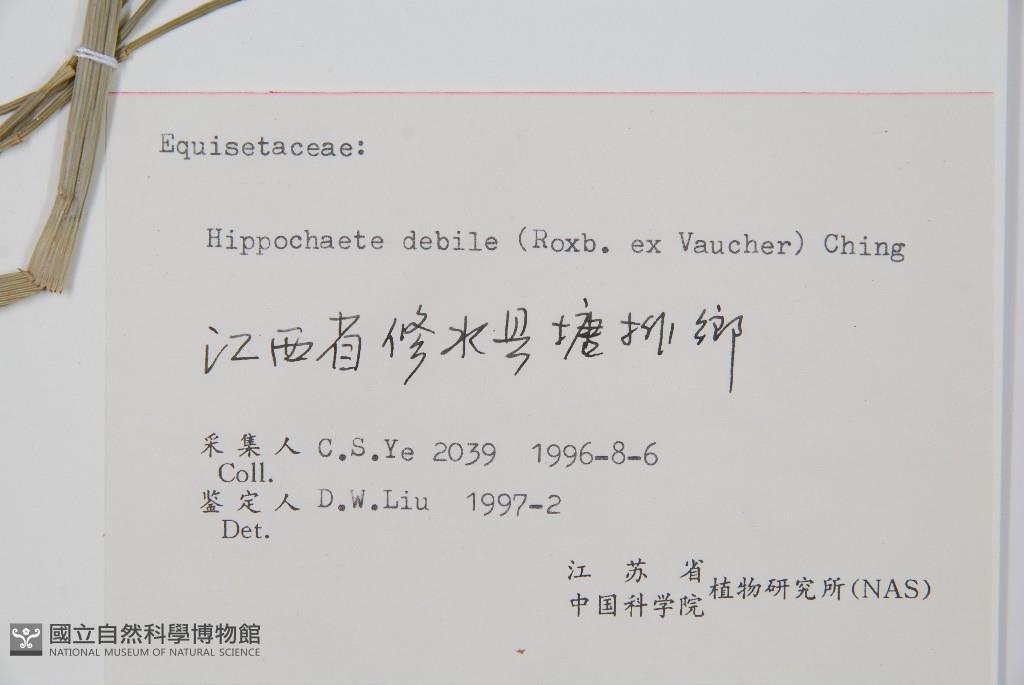 Equisetaceae:
Hippochaete debile (Roxb. ex Vaucher) Ching
江西省修水县塘排鄉
采集人 C.S.Ye 2039 1996-8-6
Coll.
鉴定人 D.W.Liu 1997-2
Det.
江苏省
中国科学院植物研究所(NAS)
國立自然科學博物館
NATIONAL MUSEUM OF NATURAL SCIENCE